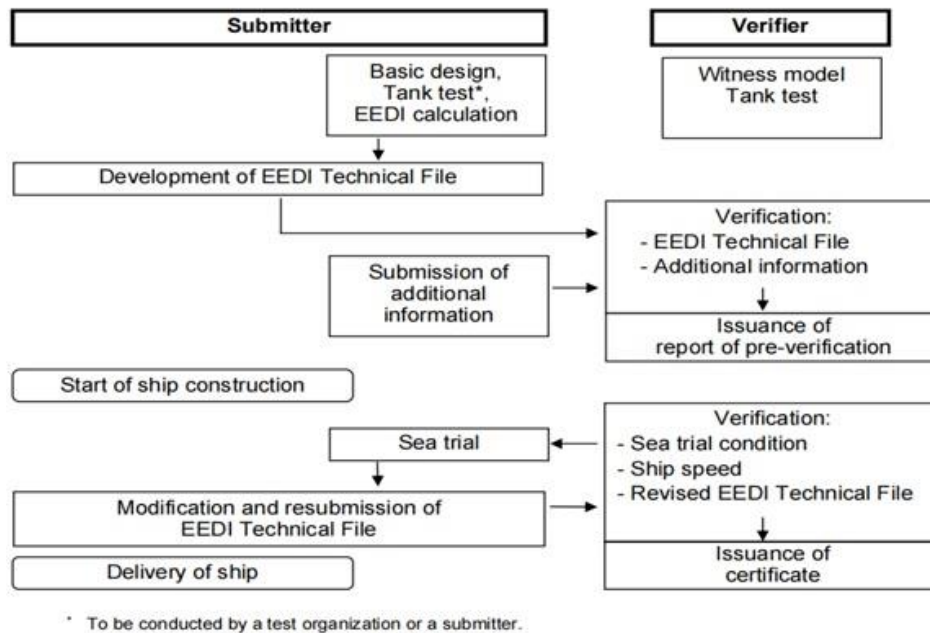 Submitter
Verifier
Basic design,
Tank test*,
EEDI calculation
Witness model
Tank test
Development of EEDI Technical File
Verification:
- EEDI Technical File
- Additional information
Submission of
additional
information
Issuance of
report of pre-verification
Start of ship construction
Verification:
- Sea trial condition
- Ship speed
- Revised EEDI Technical File
Sea trial
Modification and resubmission of
EEDI Technical File
Issuance of
certificate
Delivery of ship
* To be conducted by a test organization or a submitter.